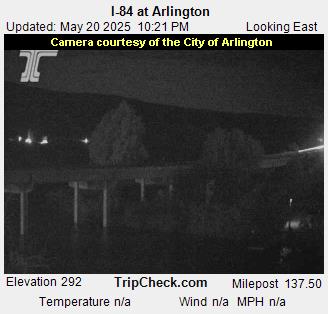 I-84 at Arlington
Updated: May 20 2025 10:21 PM Looking East
Camera courtesy of the City of Arlington
Elevation 292 TripCheck.com Milepost 137.50
Temperature n/a Wind n/a MPH n/a